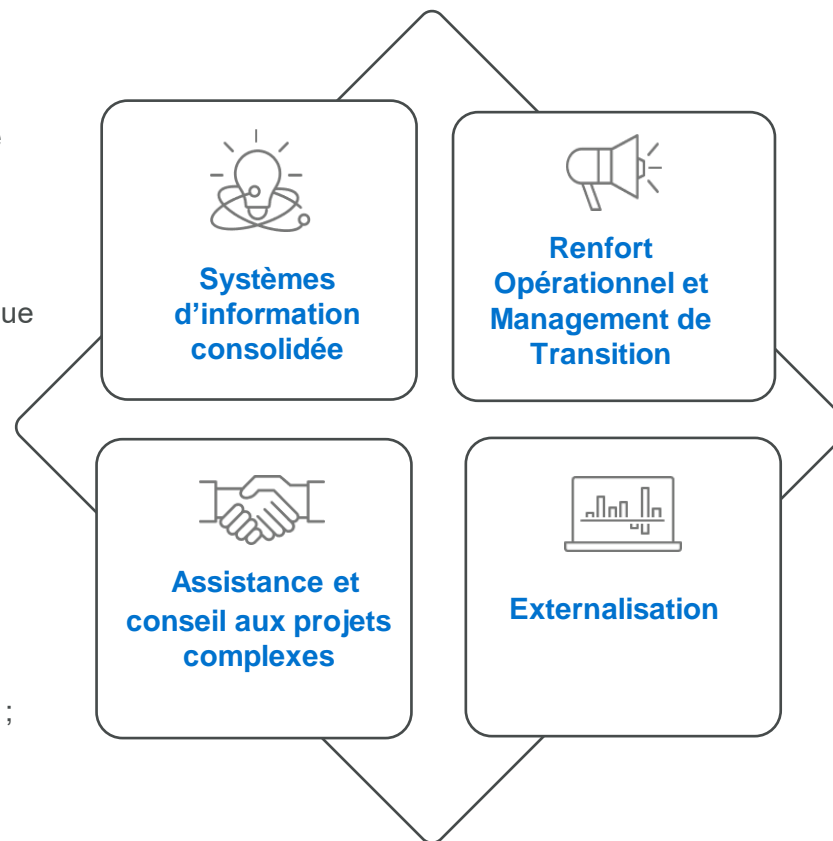 Systèmes
d’information
consolidée
Renfort
Opérationnel et
Management de
Transition
Assistance et
conseil aux projets
complexes
;
Externalisation